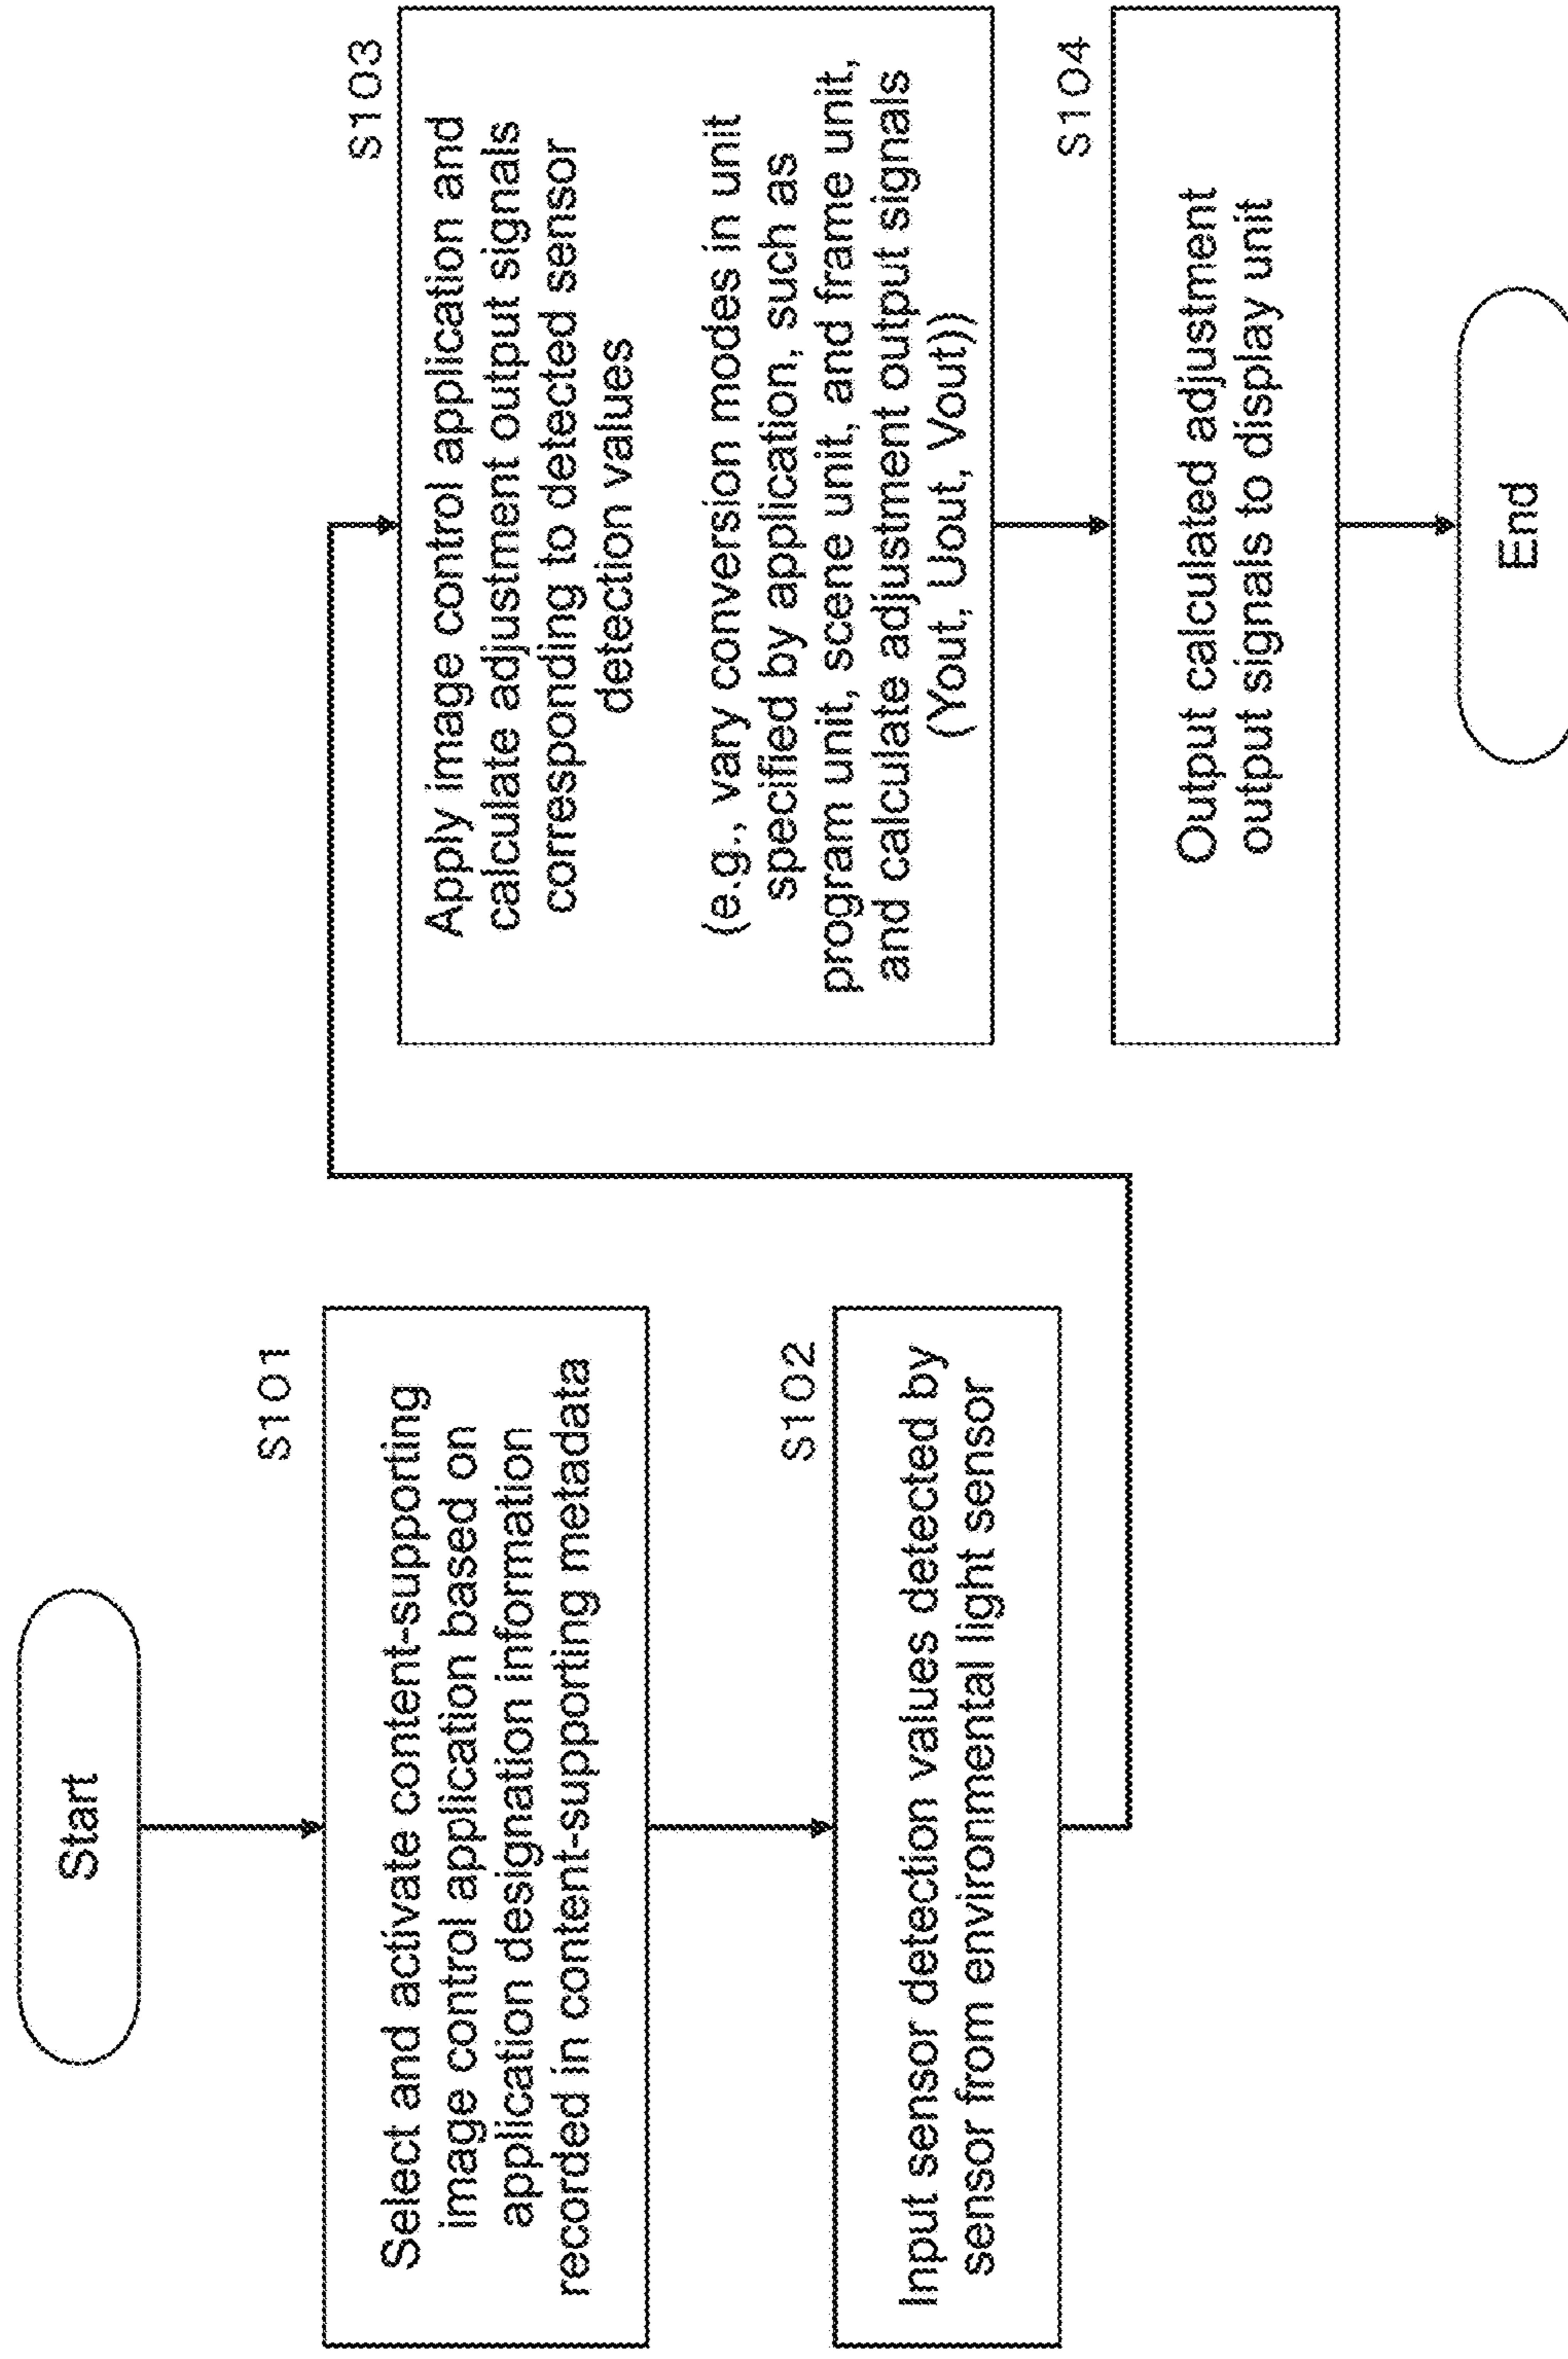 Start
S101
Select and activate content-supporting
image control application based on
application designation information
recorded in content-supporting metadata
S102
Input sensor detection values detected by
sensor from environmental light sensor
S103
Apply image control application and
calculate adjustment output signals
corresponding to detected sensor
detection values
(e.g., vary conversion modes in unit
specified by application, such as
program unit, scene unit, and frame unit,
and calculate adjustment output signals
(Yout, Uout, Vout))
S104
Output calculated adjustment
output signals to display unit
End